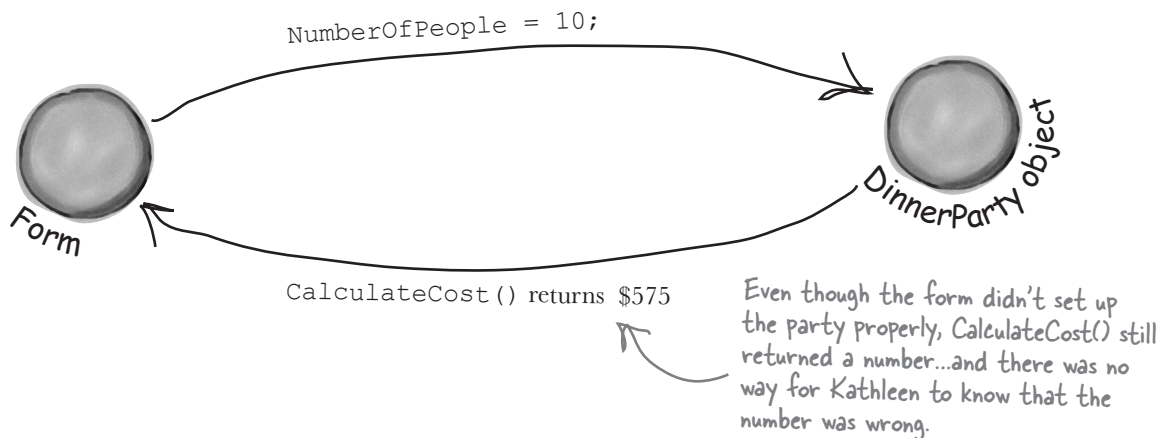 NumberOfPeople = 10;
Form
DinnerParty object
CalculateCost() returns $575
Even though the form didn't set up
the party properly, CalculateCost() still
returned a number...and there was no
way for Kathleen to know that the
number was wrong.